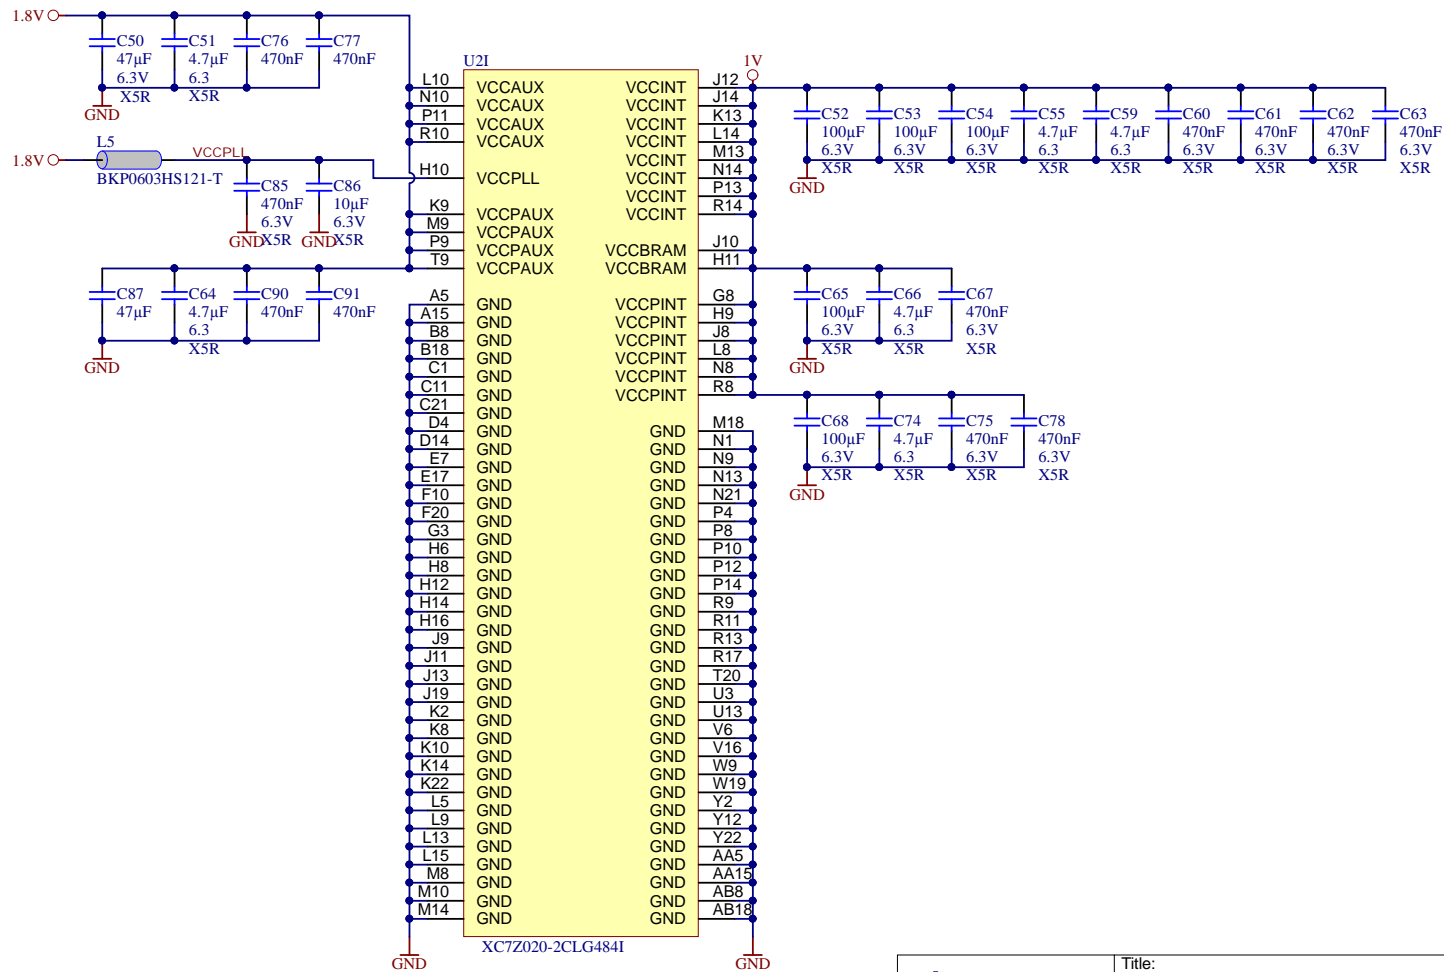 1.8V
C50
47µF
6.3V
X5R
C51
4.7µF
6.3
X5R
C76
470nF
C77
470nF
GND
1.8V
L5
BKP0603HS121-T
VCCPLL
C85
470nF
6.3V
X5R
GND
C86
10µF
6.3V
X5R
GND
C87
47µF
C64
4.7µF
6.3
X5R
C90
470nF
C91
470nF
GND
U2I
L10 VCCAUX
N10 VCCAUX
P11 VCCAUX
R10 VCCAUX
H10 VCCPLL
K9 VCCPAUX
M9 VCCPAUX
P9 VCCPAUX
T9 VCCPAUX
A5 GND
A15 GND
B8 GND
B18 GND
C1 GND
C11 GND
C21 GND
D4 GND
D14 GND
E7 GND
E17 GND
F10 GND
F20 GND
G3 GND
H6 GND
H8 GND
H12 GND
H14 GND
H16 GND
J9 GND
J11 GND
J13 GND
J19 GND
K2 GND
K8 GND
K10 GND
K14 GND
K22 GND
L5 GND
L9 GND
L13 GND
L15 GND
M8 GND
M10 GND
M14 GND
GND
VCCINT J12
VCCINT J14
VCCINT K13
VCCINT L14
VCCINT M13
VCCINT N14
VCCINT P13
VCCINT R14
VCCBRAM J10
VCCBRAM H11
VCCPINT G8
VCCPINT H9
VCCPINT J8
VCCPINT L8
VCCPINT N8
VCCPINT R8
GND M18
GND N1
GND N9
GND N13
GND N21
GND P4
GND P8
GND P10
GND P12
GND P14
GND R9
GND R11
GND R13
GND R17
GND T20
GND U3
GND U13
GND V6
GND V16
GND W9
GND W19
GND Y2
GND Y12
GND Y22
GND AA5
GND AA15
GND AB8
GND AB18
GND
XC7Z020-2CLG484I
1V
C52
100µF
6.3V
X5R
C53
100µF
6.3V
X5R
C54
100µF
6.3V
X5R
C55
4.7µF
6.3
X5R
C59
4.7µF
6.3
X5R
C60
470nF
6.3V
X5R
C61
470nF
6.3V
X5R
C62
470nF
6.3V
X5R
C63
470nF
6.3V
X5R
GND
C65
100µF
6.3V
X5R
C66
4.7µF
6.3
X5R
C67
470nF
6.3V
X5R
GND
C68
100µF
6.3V
X5R
C74
4.7µF
6.3
X5R
C75
470nF
6.3V
X5R
C78
470nF
6.3V
X5R
GND
Title: